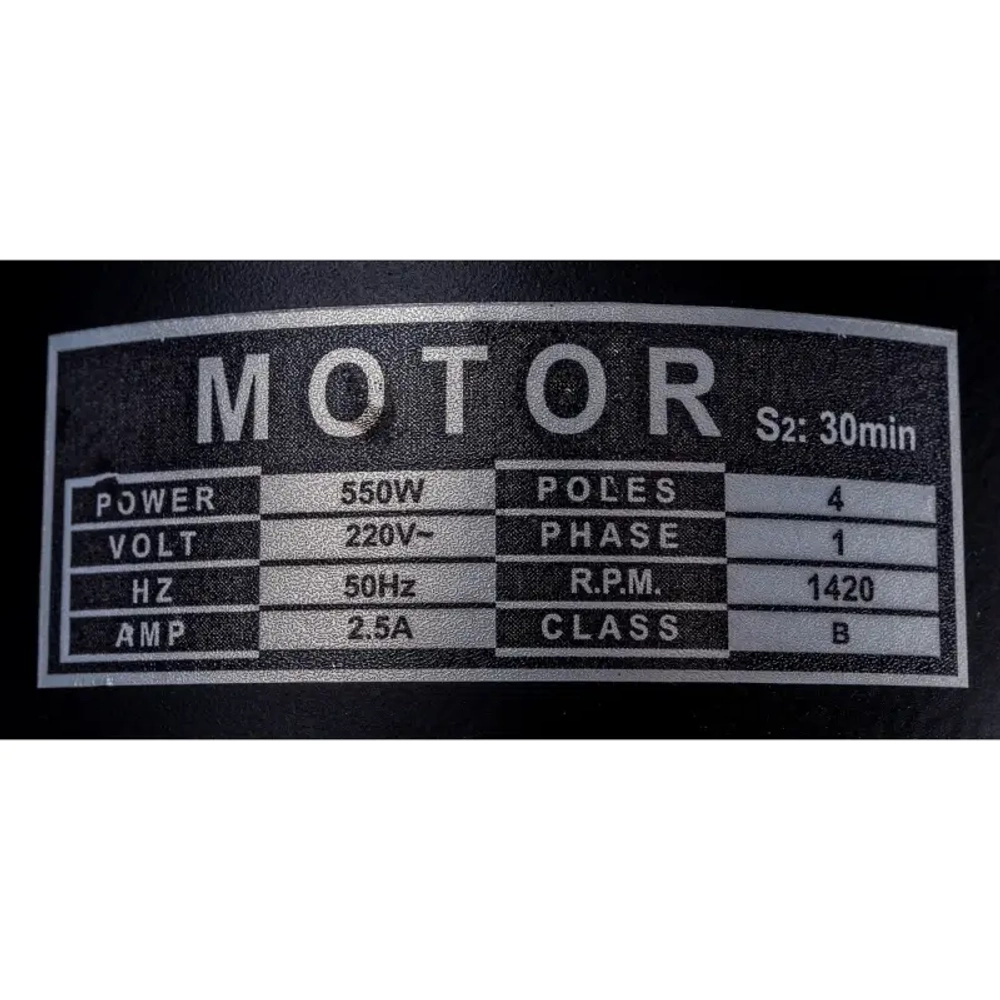 MOTOR S2: 30min
POWER 550W POLES 4
VOLT 220V~ PHASE 1
HZ 50Hz R.P.M. 1420
AMP 2.5A CLASS B